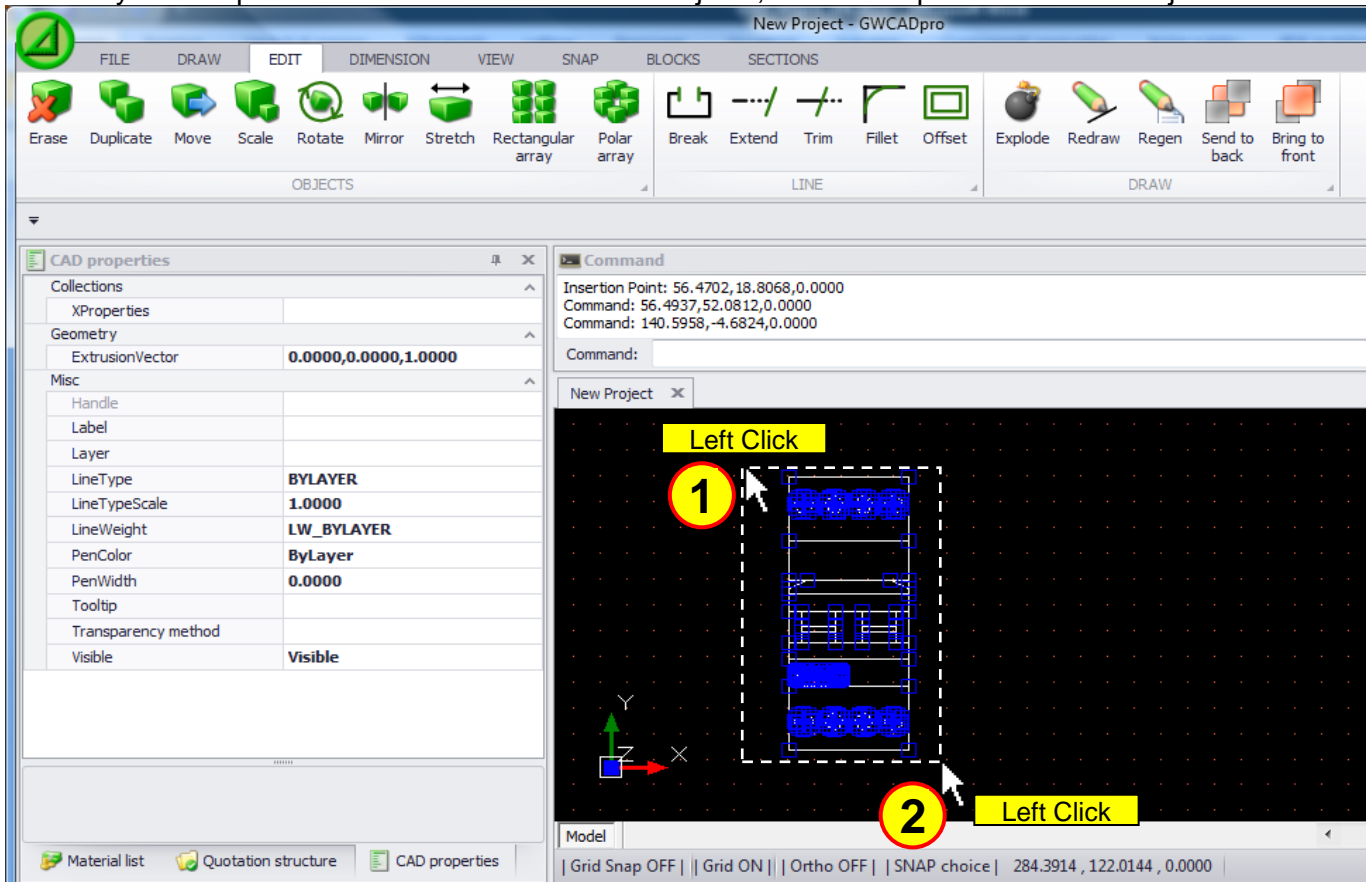 New Project - GWCADpro
FILE DRAW EDIT DIMENSION VIEW SNAP BLOCKS SECTIONS
Erase Duplicate Move Scale Rotate Mirror Stretch Rectangular array Polar array Break Extend Trim Fillet Offset Explode Redraw Regen Send to back Bring to front
OBJECTS LINE DRAW
CAD properties
Collections
XProperties
Geometry
ExtrusionVector 0.0000,0.0000,1.0000
Misc
Handle
Label
Layer
LineType BYLAYER
LineTypeScale 1.0000
LineWeight LW_BYLAYER
PenColor ByLayer
PenWidth 0.0000
Tooltip
Transparency method
Visible Visible
Material list Quotation structure CAD properties
Command
Insertion Point: 56.4702,18.8068,0.0000
Command: 56.4937,52.0812,0.0000
Command: 140.5958,-4.6824,0.0000
Command:
New Project
Left Click
1
Y
Z X
2
Left Click
Model
| Grid Snap OFF | | Grid ON | | Ortho OFF | | SNAP choice | 284.3914 , 122.0144 , 0.0000